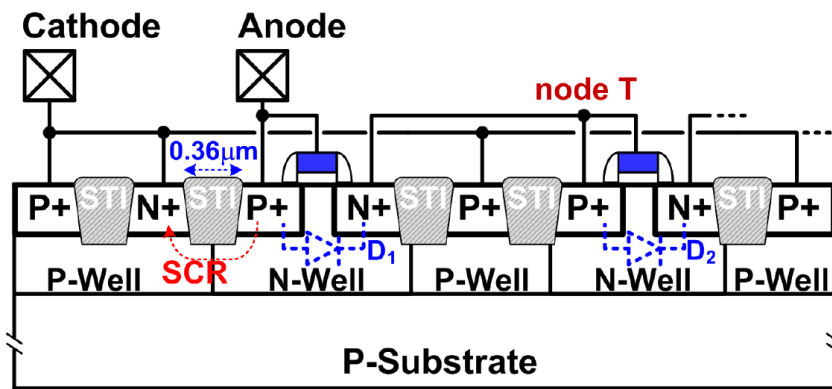 Cathode
Anode
node T
0.36μm
P+ STI N+ STI P+ N+ STI P+ STI P+ N+ STI P+
SCR
D1
D2
P-Well N-Well P-Well N-Well P-Well
P-Substrate